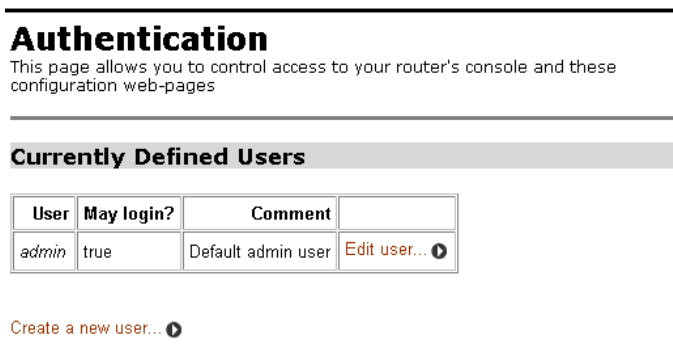 Authentication
This page allows you to control access to your router's console and these
configuration web-pages
Currently Defined Users
User May login? Comment
admin true Default admin user Edit user...
Create a new user...